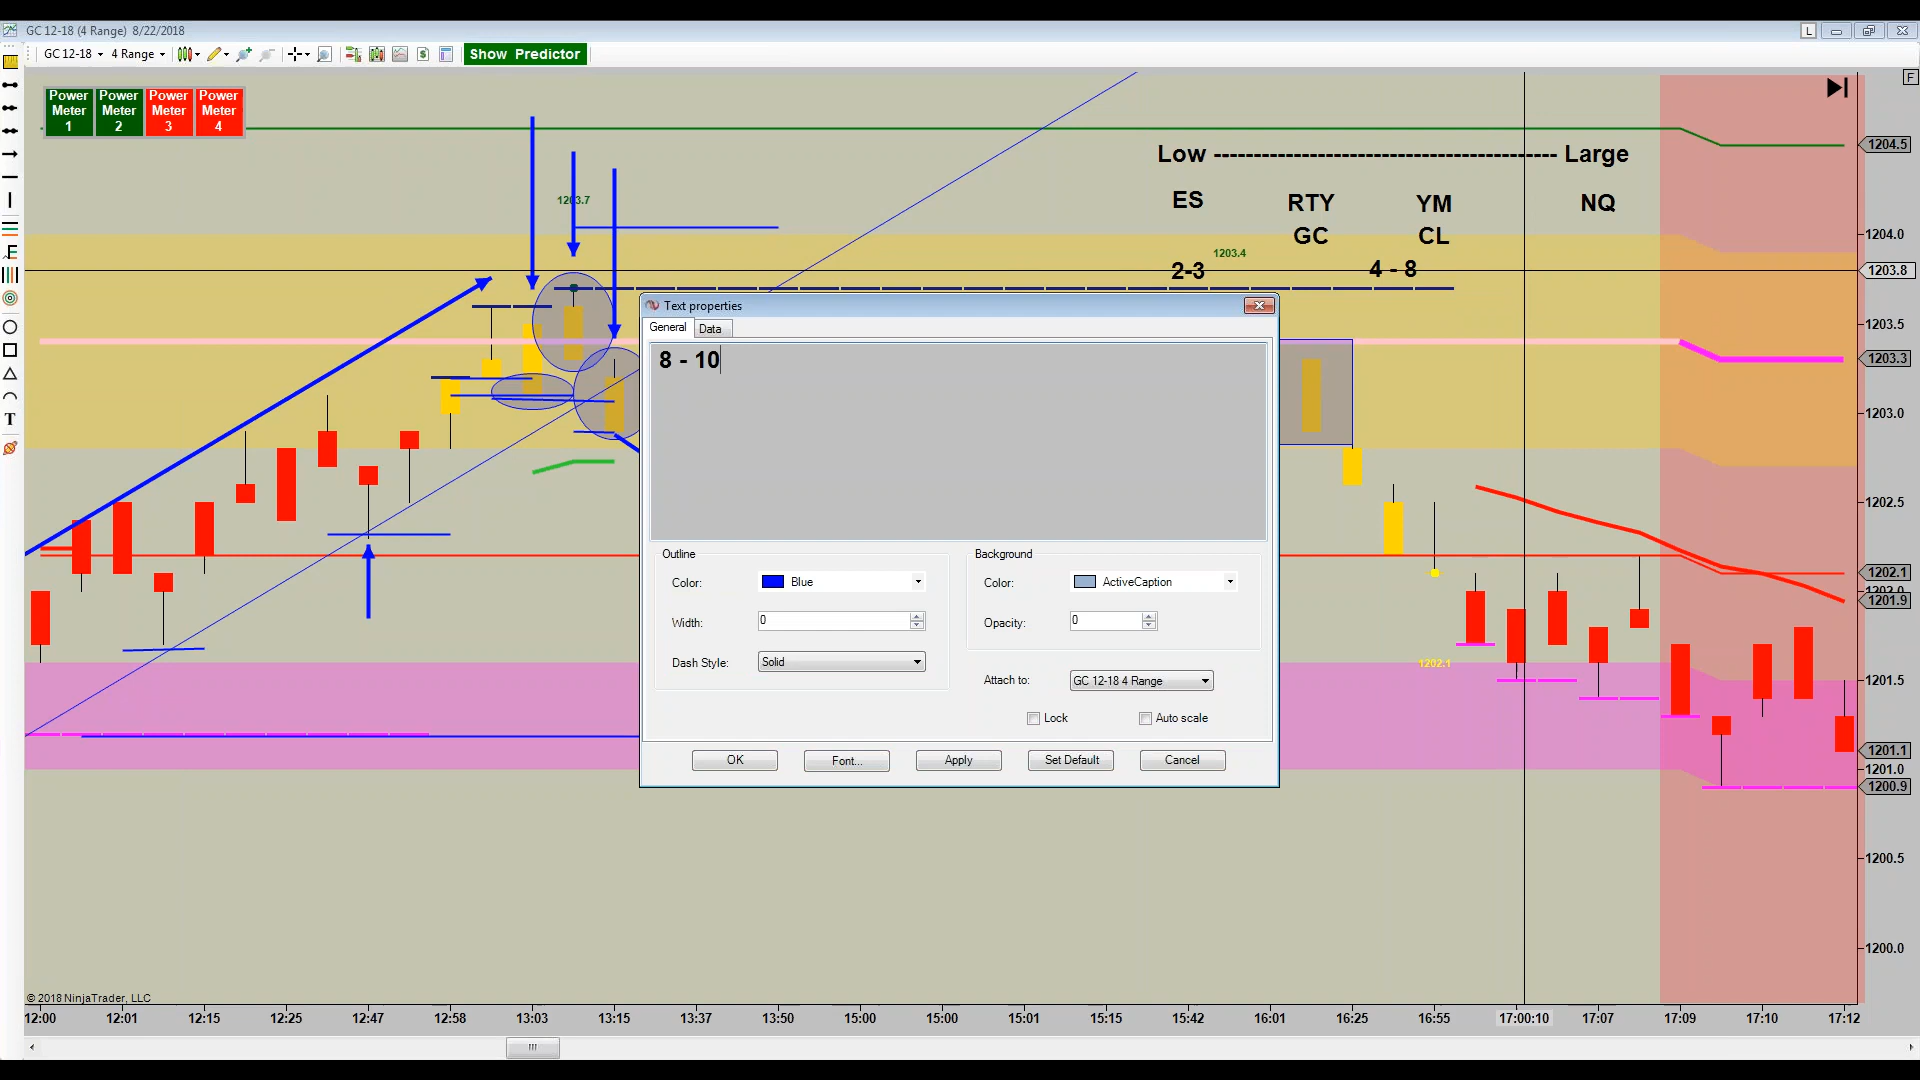 GC 12-18 (4 Range) 8/22/2018
L
GC 12-18 4 Range $ Show Predictor
F
Power Meter 1
Power Meter 2
Power Meter 3
Power Meter 4
Low ------------------------------------------- Large
ES RTY YM NQ
GC CL
2-3 4 - 8
1203.7
1203.4
1202.1
Text properties
General Data
8 - 10
Outline Background
Color: Blue Color: ActiveCaption
Width: 0 Opacity: 0
Dash Style: Solid
Attach to: GC 12-18 4 Range
Lock Auto scale
OK Font... Apply Set Default Cancel
T
1204.5
1204.0
1203.8
1203.5
1203.3
1203.0
1202.5
1202.1
1202.0
1201.9
1201.5
1201.1
1201.0
1200.9
1200.5
1200.0
© 2018 NinjaTrader, LLC
12:00 12:01 12:15 12:25 12:47 12:58 13:03 13:15 13:37 13:50 15:00 15:00 15:01 15:15 15:42 16:01 16:25 16:55 17:00:10 17:07 17:09 17:10 17:12